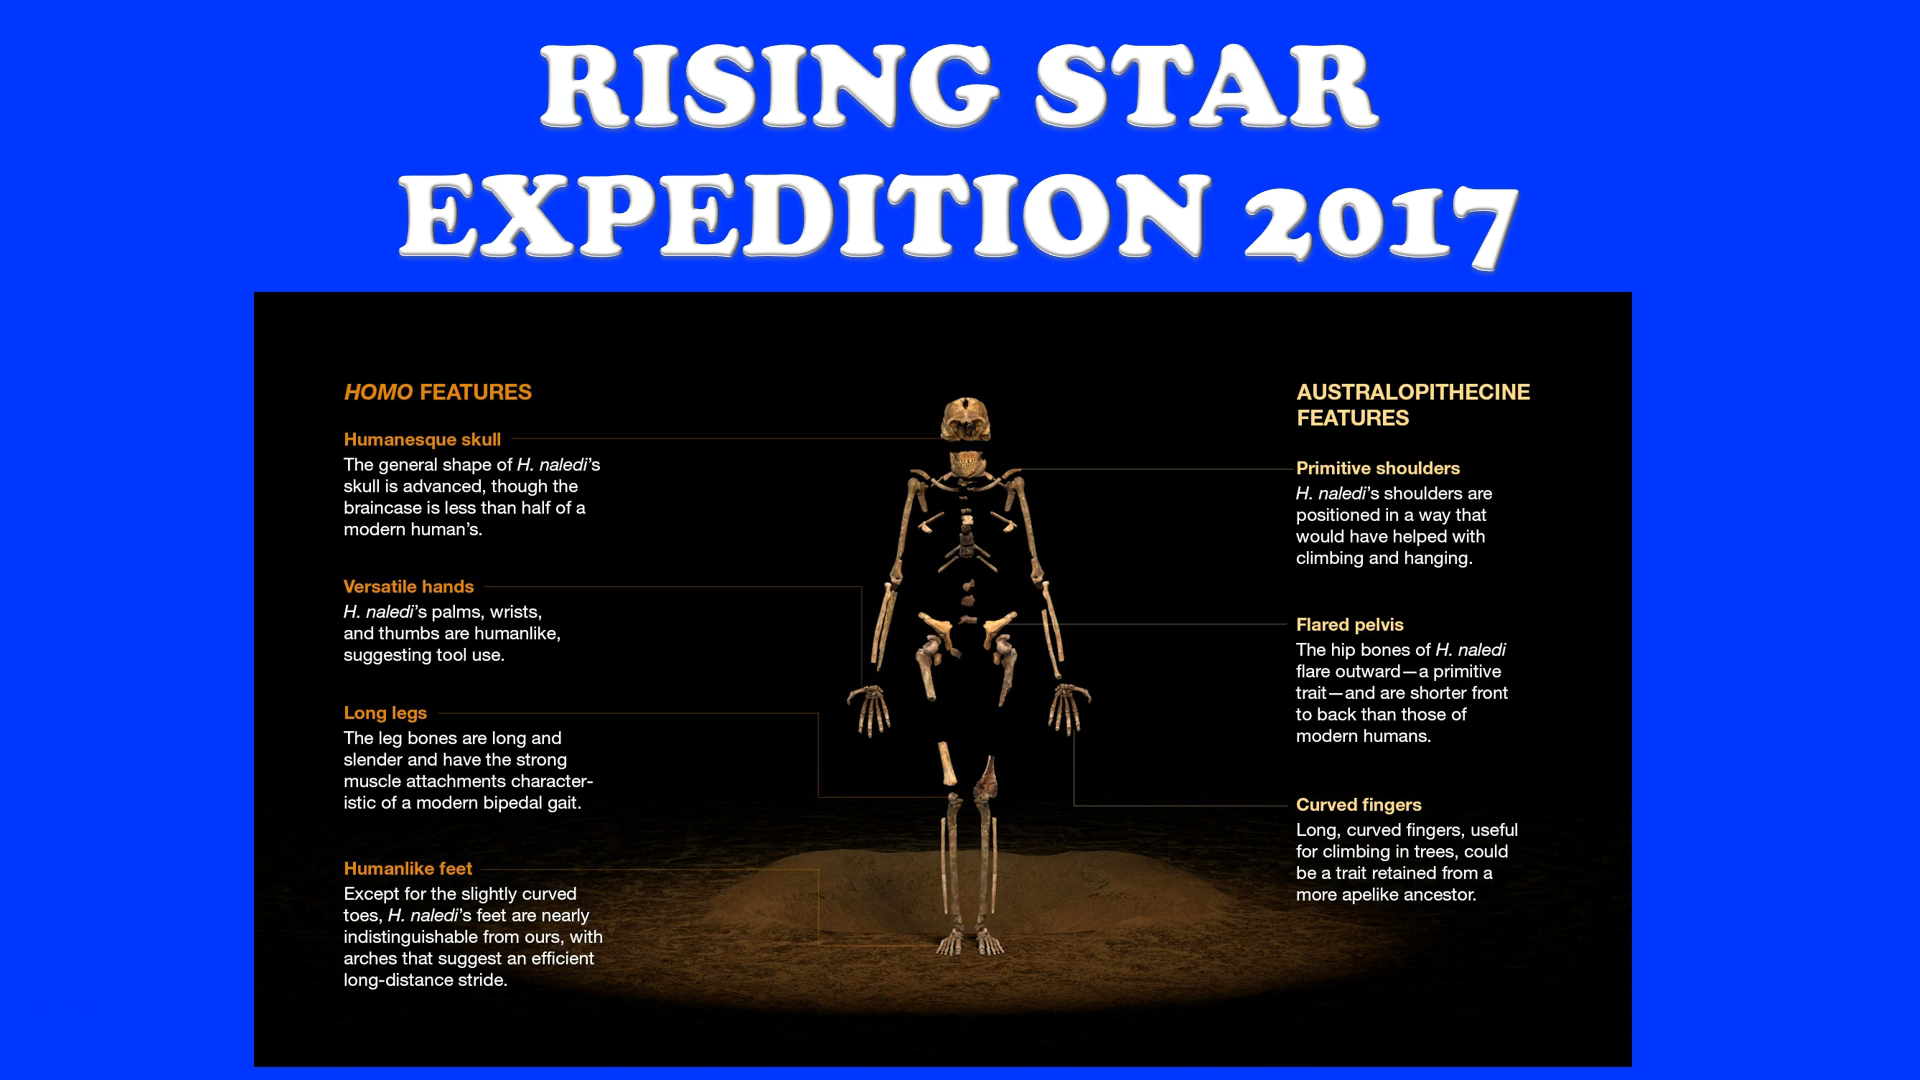 RISING STAR
EXPEDITION 2017
HOMO FEATURES
Humanesque skull
The general shape of H. naledi's
skull is advanced, though the
braincase is less than half of a
modern human's.
Versatile hands
H. naledi's palms, wrists,
and thumbs are humanlike,
suggesting tool use.
Long legs
The leg bones are long and
slender and have the strong
muscle attachments character-
istic of a modern bipedal gait.
Humanlike feet
Except for the slightly curved
toes, H. naledi's feet are nearly
indistinguishable from ours, with
arches that suggest an efficient
long-distance stride.
AUSTRALOPITHECINE
FEATURES
Primitive shoulders
H. naledi's shoulders are
positioned in a way that
would have helped with
climbing and hanging.
Flared pelvis
The hip bones of H. naledi
flare outward—a primitive
trait—and are shorter front
to back than those of
modern humans.
Curved fingers
Long, curved fingers, useful
for climbing in trees, could
be a trait retained from a
more apelike ancestor.